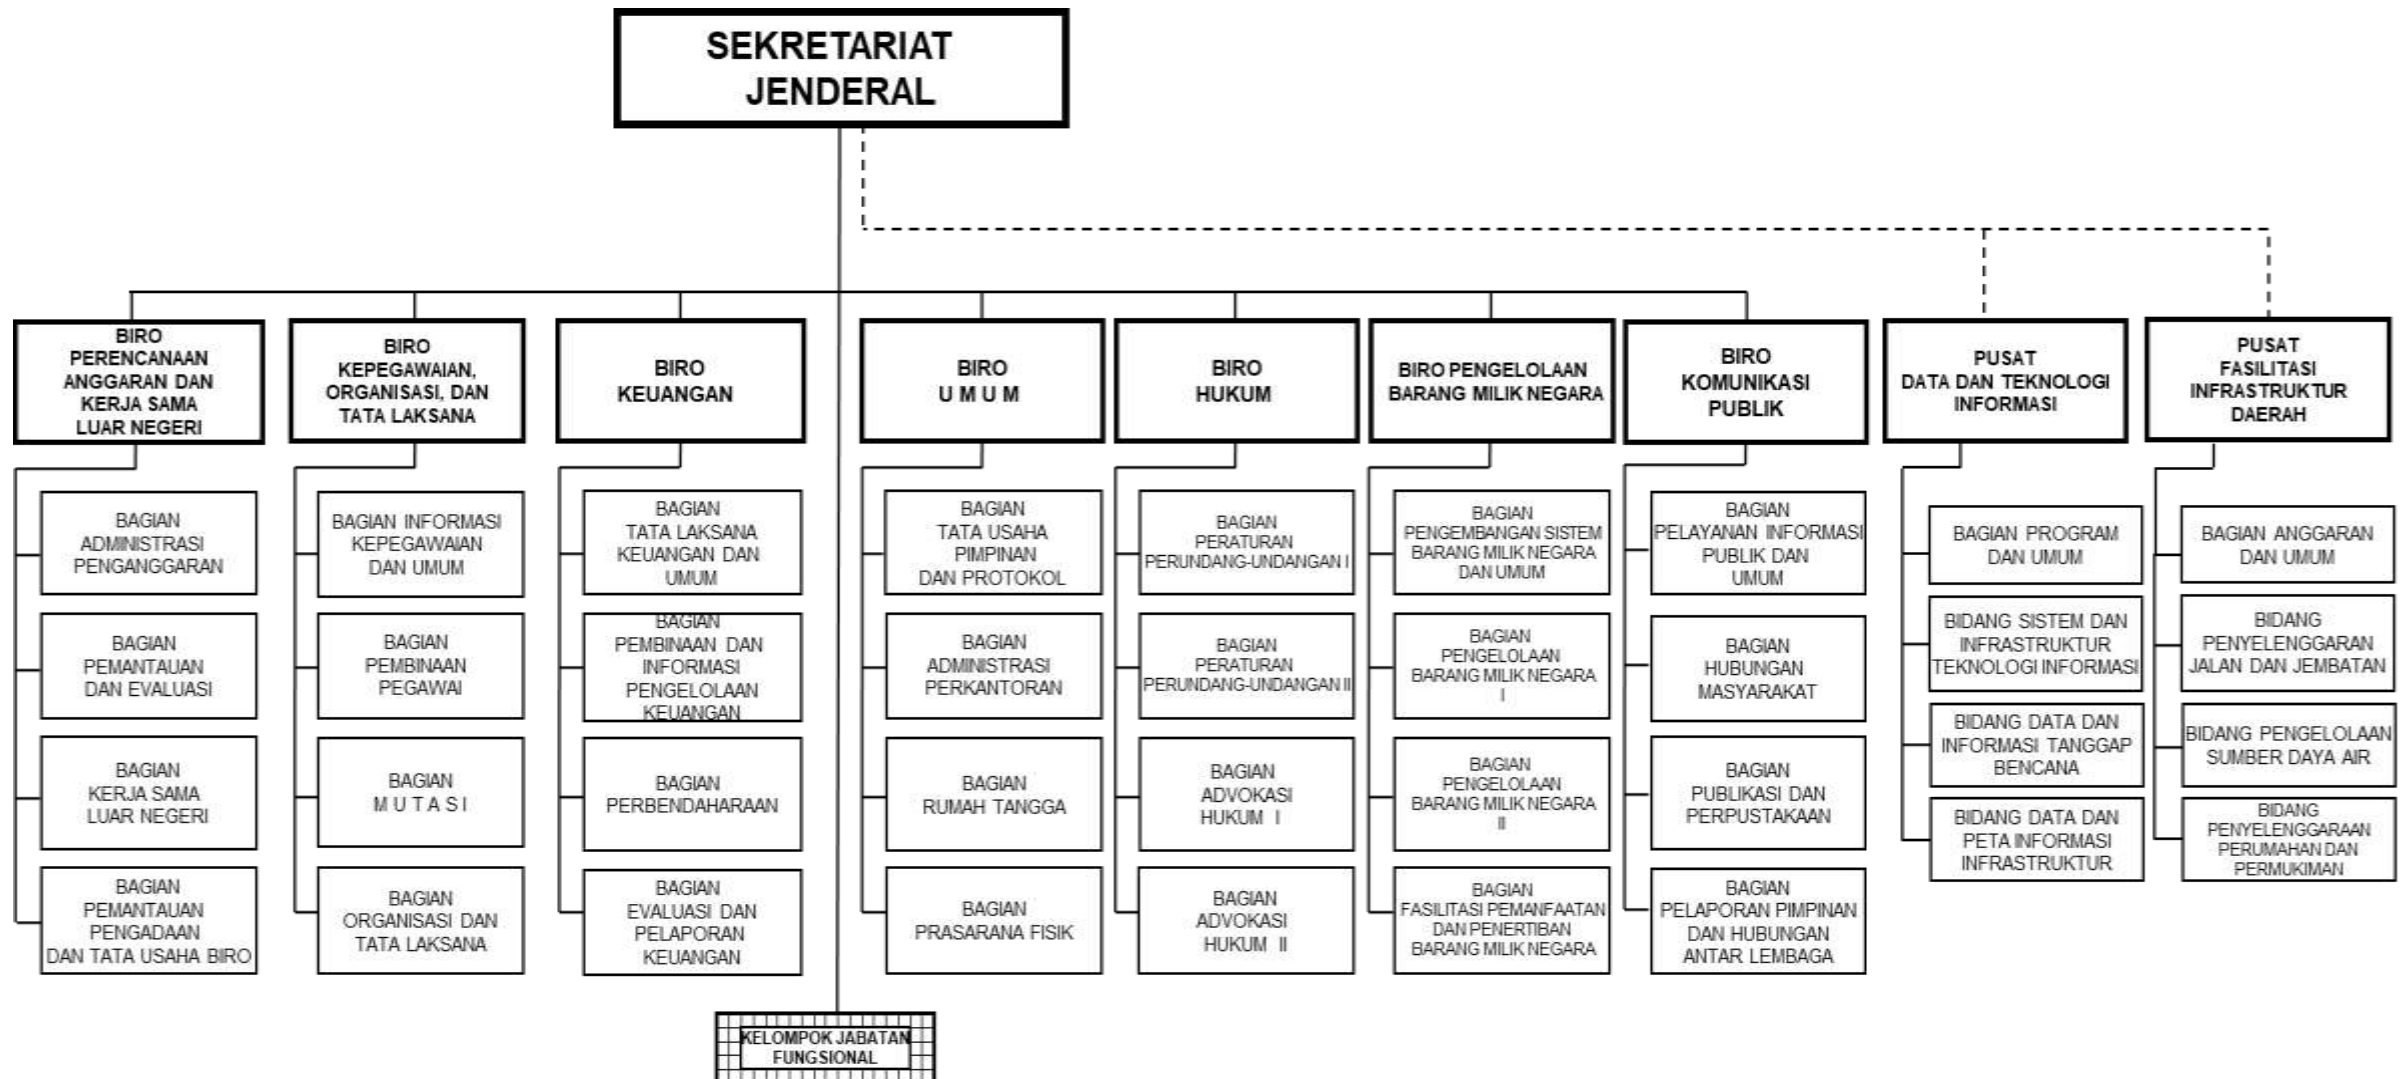 SEKRETARIAT
JENDERAL
BIRO
PERENCANAAN
ANGGARAN DAN
KERJA SAMA
LUAR NEGERI
BIRO
KEPEGAWAIAN,
ORGANISASI, DAN
TATA LAKSANA
BIRO
KEUANGAN
BIRO
U M U M
BIRO
HUKUM
BIRO PENGELOLAAN
BARANG MILIK NEGARA
BIRO
KOMUNIKASI
PUBLIK
PUSAT
DATA DAN TEKNOLOGI
INFORMASI
PUSAT
FASILITASI
INFRASTRUKTUR
DAERAH
BAGIAN
ADMINISTRASI
PENGANGGARAN
BAGIAN
PEMANTAUAN
DAN EVALUASI
BAGIAN
KERJA SAMA
LUAR NEGERI
BAGIAN
PEMANTAUAN
PENGADAAN
DAN TATA USAHA BIRO
BAGIAN INFORMASI
KEPEGAWAIAN
DAN UMUM
BAGIAN
PEMBINAAN
PEGAWAI
BAGIAN
M U T A S I
BAGIAN
ORGANISASI DAN
TATA LAKSANA
BAGIAN
TATA LAKSANA
KEUANGAN DAN
UMUM
BAGIAN
PEMBINAAN DAN
INFORMASI
PENGELOLAAN
KEUANGAN
BAGIAN
PERBENDAHARAAN
BAGIAN
EVALUASI DAN
PELAPORAN
KEUANGAN
BAGIAN
TATA USAHA
PIMPINAN
DAN PROTOKOL
BAGIAN
ADMINISTRASI
PERKANTORAN
BAGIAN
RUMAH TANGGA
BAGIAN
PRASARANA FISIK
BAGIAN
PERATURAN
PERUNDANG-UNDANGAN I
BAGIAN
PERATURAN
PERUNDANG-UNDANGAN II
BAGIAN
ADVOKASI
HUKUM I
BAGIAN
ADVOKASI
HUKUM II
BAGIAN
PENGEMBANGAN SISTEM
BARANG MILIK NEGARA
DAN UMUM
BAGIAN
PENGELOLAAN
BARANG MILIK NEGARA
I
BAGIAN
PENGELOLAAN
BARANG MILIK NEGARA
II
BAGIAN
FASILITASI PEMANFAATAN
DAN PENERTIBAN
BARANG MILIK NEGARA
BAGIAN
PELAYANAN INFORMASI
PUBLIK DAN
UMUM
BAGIAN
HUBUNGAN
MASYARAKAT
BAGIAN
PUBLIKASI DAN
PERPUSTAKAAN
BAGIAN
PELAPORAN PIMPINAN
DAN HUBUNGAN
ANTAR LEMBAGA
BAGIAN PROGRAM
DAN UMUM
BIDANG SISTEM DAN
INFRASTRUKTUR
TEKNOLOGI INFORMASI
BIDANG DATA DAN
INFORMASI TANGGAP
BENCANA
BIDANG DATA DAN
PETA INFORMASI
INFRASTRUKTUR
BAGIAN ANGGARAN
DAN UMUM
BIDANG
PENYELENGGARAN
JALAN DAN JEMBATAN
BIDANG PENGELOLAAN
SUMBER DAYA AIR
BIDANG
PENYELENGGARAAN
PERUMAHAN DAN
PERMUKIMAN
KELOMPOK JABATAN
FUNGSIONAL